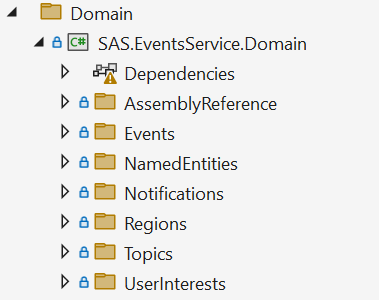 Domain
C# SAS.EventsService.Domain
Dependencies
AssemblyReference
Events
NamedEntities
Notifications
Regions
Topics
UserInterests